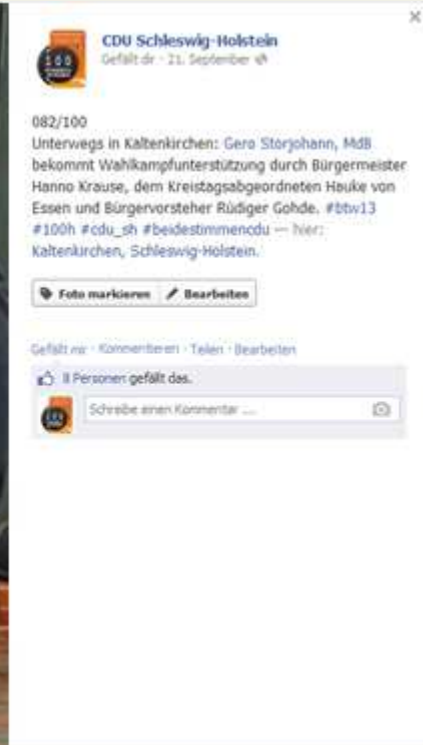 ×
100
CDU Schleswig-Holstein
Gefällt dir · 21. September
082/100
Unterwegs in Kaltenkirchen: Gero Storjohann, MdB
bekommt Wahlkampfunterstützung durch Bürgermeister
Hanno Krause, dem Kreistagsabgeordneten Hauke von
Essen und Bürgervorsteher Rüdiger Gohde. #btw13
#100h #cdu_sh #beidestimmencdu — hier:
Kaltenkirchen, Schleswig-Holstein.
Foto markieren Bearbeiten
Gefällt mir · Kommentieren · Teilen · Bearbeiten
8 Personen gefällt das.
Schreibe einen Kommentar ...